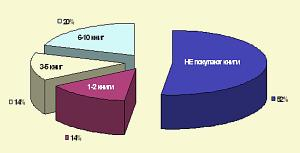 20%
6-10 книг
3-5 книг
НЕ покупают книги
1-2 книги
14%
52%
14%